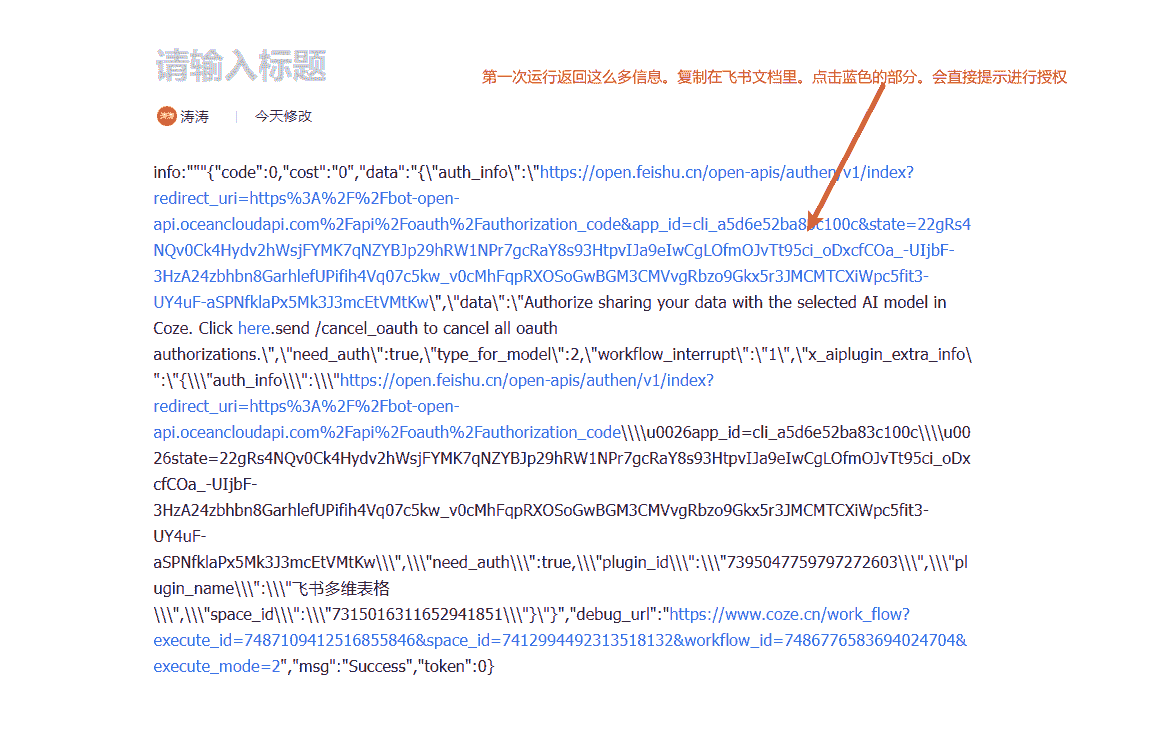 请输入标题
第一次运行返回这么多信息。复制在飞书文档里。点击蓝色的部分。会直接提示进行授权
涛涛 涛涛 | 今天修改
info:"""{"code":0,"cost":"0","data":"{\"auth_info\":\"https://open.feishu.cn/open-apis/authen/v1/index?
redirect_uri=https%3A%2F%2Fbot-open-
api.oceancloudapi.com%2Fapi%2Foauth%2Fauthorization_code&app_id=cli_a5d6e52ba83c100c&state=22gRs4
NQv0Ck4Hydv2hWsjFYMK7qNZYBJp29hRW1NPr7gcRaY8s93HtpvIJa9eIwCgLOfmOJvTt95ci_oDxcfCOa_-UIjbF-
3HzA24zbhbn8GarhlefUPifih4Vq07c5kw_v0cMhFqpRXOSoGwBGM3CMVvgRbzo9Gkx5r3JMCMTCXiWpc5fit3-
UY4uF-aSPNfklaPx5Mk3J3mcEtVMtKw\",\"data\":\"Authorize sharing your data with the selected AI model in
Coze. Click here.send /cancel_oauth to cancel all oauth
authorizations.\",\"need_auth\":true,\"type_for_model\":2,\"workflow_interrupt\":\"1\",\"x_aiplugin_extra_info\
":\"{\\\"auth_info\\\":\\\"https://open.feishu.cn/open-apis/authen/v1/index?
redirect_uri=https%3A%2F%2Fbot-open-
api.oceancloudapi.com%2Fapi%2Foauth%2Fauthorization_code\\\\u0026app_id=cli_a5d6e52ba83c100c\\\\u00
26state=22gRs4NQv0Ck4Hydv2hWsjFYMK7qNZYBJp29hRW1NPr7gcRaY8s93HtpvIJa9eIwCgLOfmOJvTt95ci_oDx
cfCOa_-UIjbF-
3HzA24zbhbn8GarhlefUPifih4Vq07c5kw_v0cMhFqpRXOSoGwBGM3CMVvgRbzo9Gkx5r3JMCMTCXiWpc5fit3-
UY4uF-
aSPNfklaPx5Mk3J3mcEtVMtKw\\\",\\\"need_auth\\\":true,\\\"plugin_id\\\":\\\"7395047759797272603\\\",\\\"pl
ugin_name\\\":\\\"飞书多维表格
\\\",\\\"space_id\\\":\\\"7315016311652941851\\\"}\"}","debug_url":"https://www.coze.cn/work_flow?
execute_id=7487109412516855846&space_id=7412994492313518132&workflow_id=7486776583694024704&
execute_mode=2","msg":"Success","token":0}